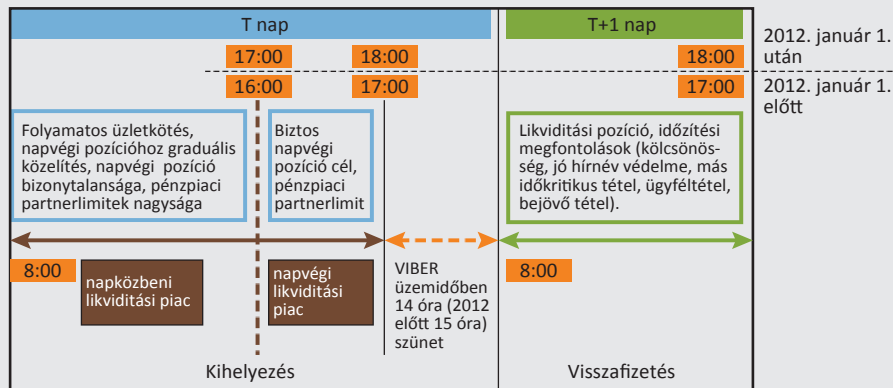 T nap
T+1 nap
17:00
18:00
18:00
2012. január 1.
után
16:00
17:00
17:00
2012. január 1.
előtt
Folyamatos üzletkötés,
napvégi pozícióhoz graduális
közelítés, napvégi pozíció
bizonytalansága, pénzpiaci
partnerlimitek nagysága
Biztos
napvégi
pozíció cél,
pénzpiaci
partnerlimit
Likviditási pozíció, időzítési
megfontolások (kölcsönös-
ség, jó hírnév védelme, más
időkritikus tétel, ügyféltétel,
bejövő tétel).
8:00
napközbeni
likviditási piac
napvégi
likviditási
piac
VIBER
üzemidőben
14 óra (2012
előtt 15 óra)
szünet
8:00
Kihelyezés
Visszafizetés